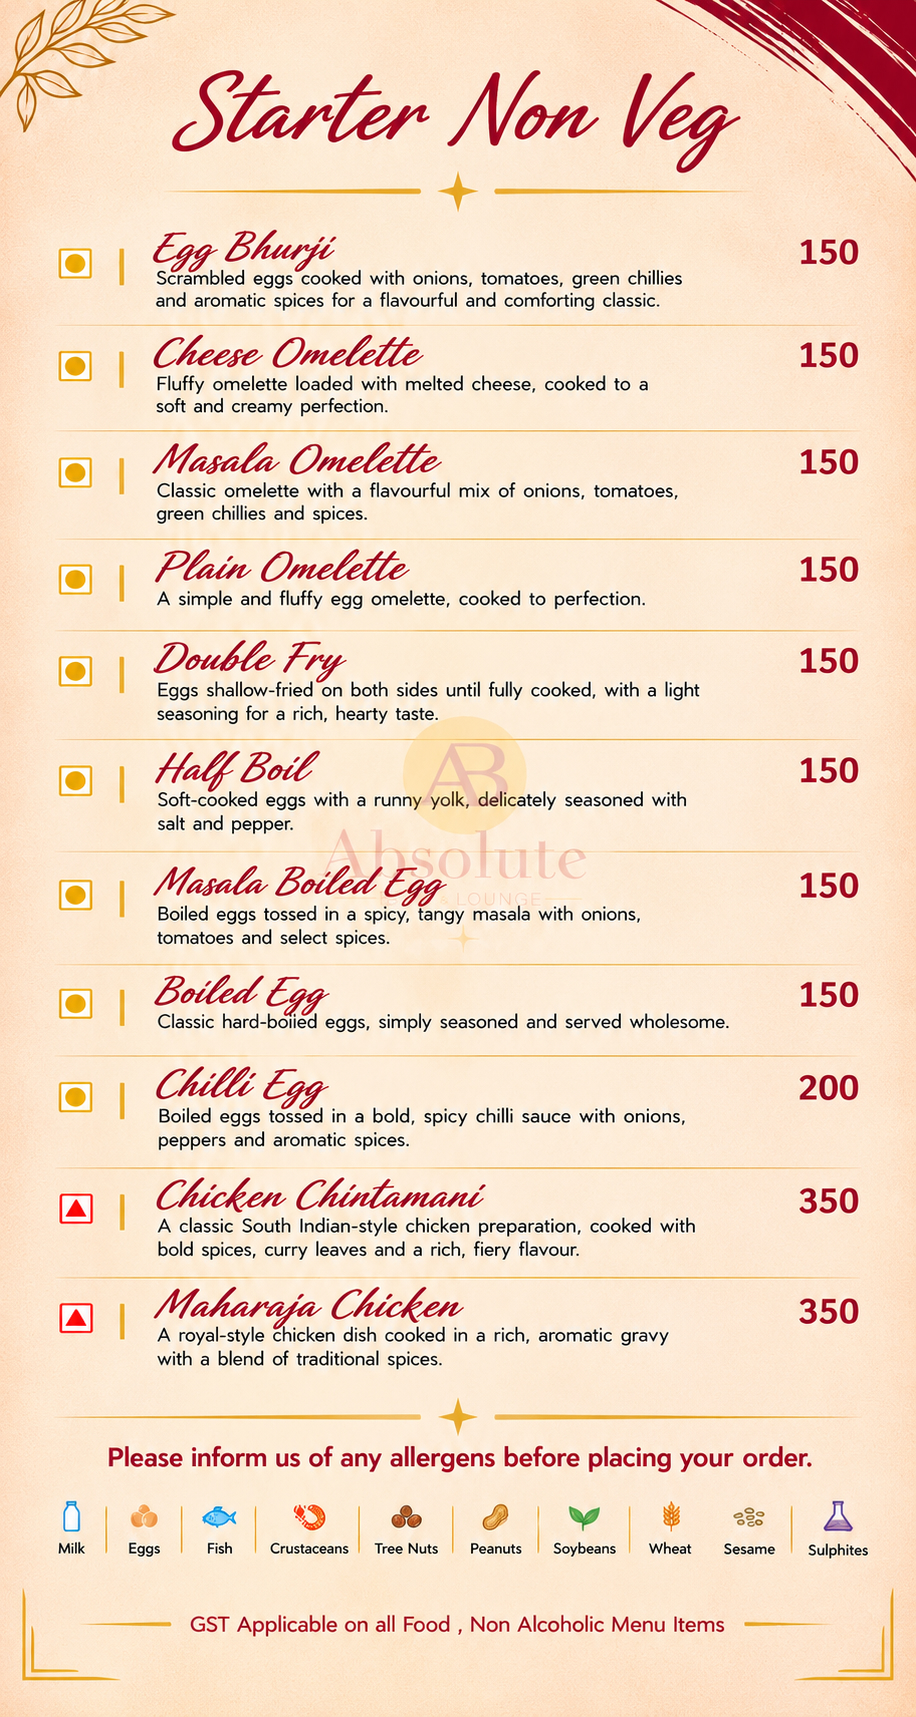 Starter Non Veg
Egg Bhurji
150
Scrambled eggs cooked with onions, tomatoes, green chillies
and aromatic spices for a flavourful and comforting classic.
Cheese Omelette
150
Fluffy omelette loaded with melted cheese, cooked to a
soft and creamy perfection.
Masala Omelette
150
Classic omelette with a flavourful mix of onions, tomatoes,
green chillies and spices.
Plain Omelette
150
A simple and fluffy egg omelette, cooked to perfection.
Double Fry
150
Eggs shallow-fried on both sides until fully cooked, with a light
seasoning for a rich, hearty taste.
Half Boil
150
AB
Soft-cooked eggs with a runny yolk, delicately seasoned with
salt and pepper.
Absolute
Masala Boiled Egg
150
& LOUNGE
Boiled eggs tossed in a spicy, tangy masala with onions,
tomatoes and select spices.
Boiled Egg
150
Classic hard-boiled eggs, simply seasoned and served wholesome.
Chilli Egg
200
Boiled eggs tossed in a bold, spicy chilli sauce with onions,
peppers and aromatic spices.
Chicken Chintamani
350
A classic South Indian-style chicken preparation, cooked with
bold spices, curry leaves and a rich, fiery flavour.
Maharaja Chicken
350
A royal-style chicken dish cooked in a rich, aromatic gravy
with a blend of traditional spices.
Please inform us of any allergens before placing your order.
Milk Eggs Fish Crustaceans Tree Nuts Peanuts Soybeans Wheat Sesame Sulphites
GST Applicable on all Food , Non Alcoholic Menu Items